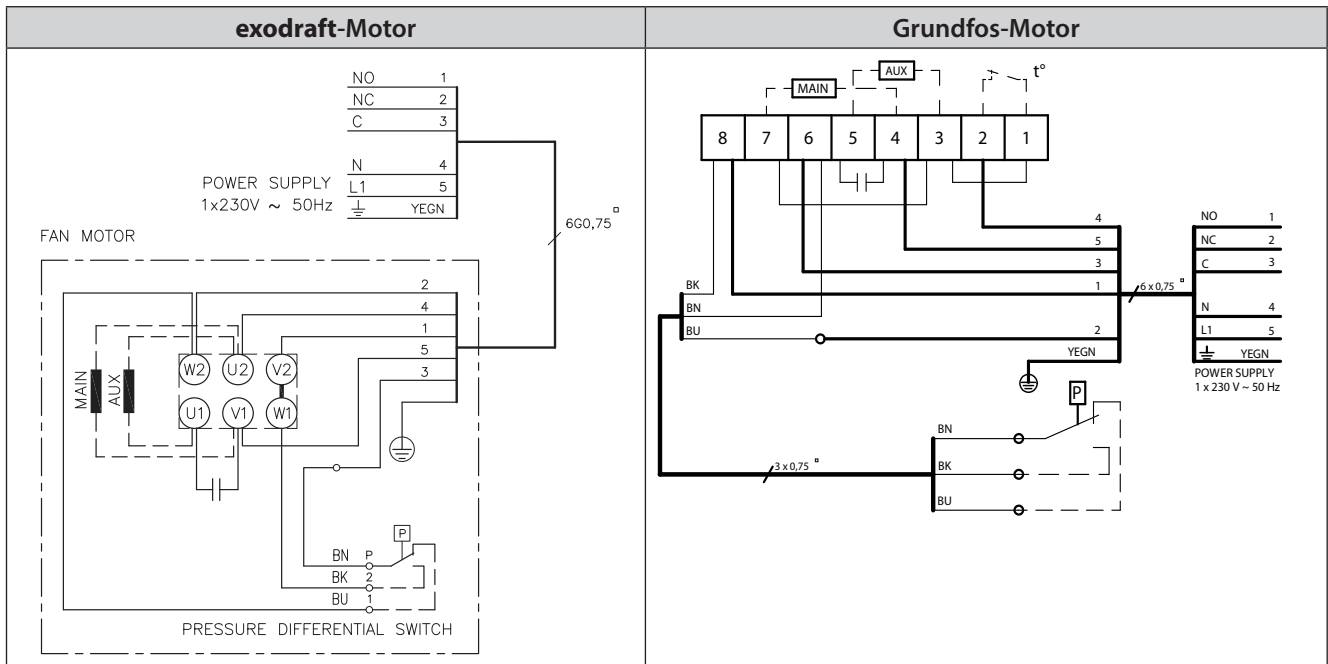 exodraft-Motor
Grundfos-Motor
NO 1
NC 2
C 3
N 4
POWER SUPPLY L1 5
1x230V ~ 50Hz YEGN
6G0,75
FAN MOTOR
2
4
1
5
3
W2 U2 V2
MAIN AUX
U1 V1 W1
P
BN P
BK 2
BU 1
PRESSURE DIFFERENTIAL SWITCH
AUX t°
MAIN
8 7 6 5 4 3 2 1
4 NO 1
5 NC 2
3 C 3
BK 1 6 x 0,75
BN N 4
BU 2 L1 5
YEGN YEGN
POWER SUPPLY
1 x 230 V ~ 50 Hz
P
BN
3 x 0,75 BK
BU